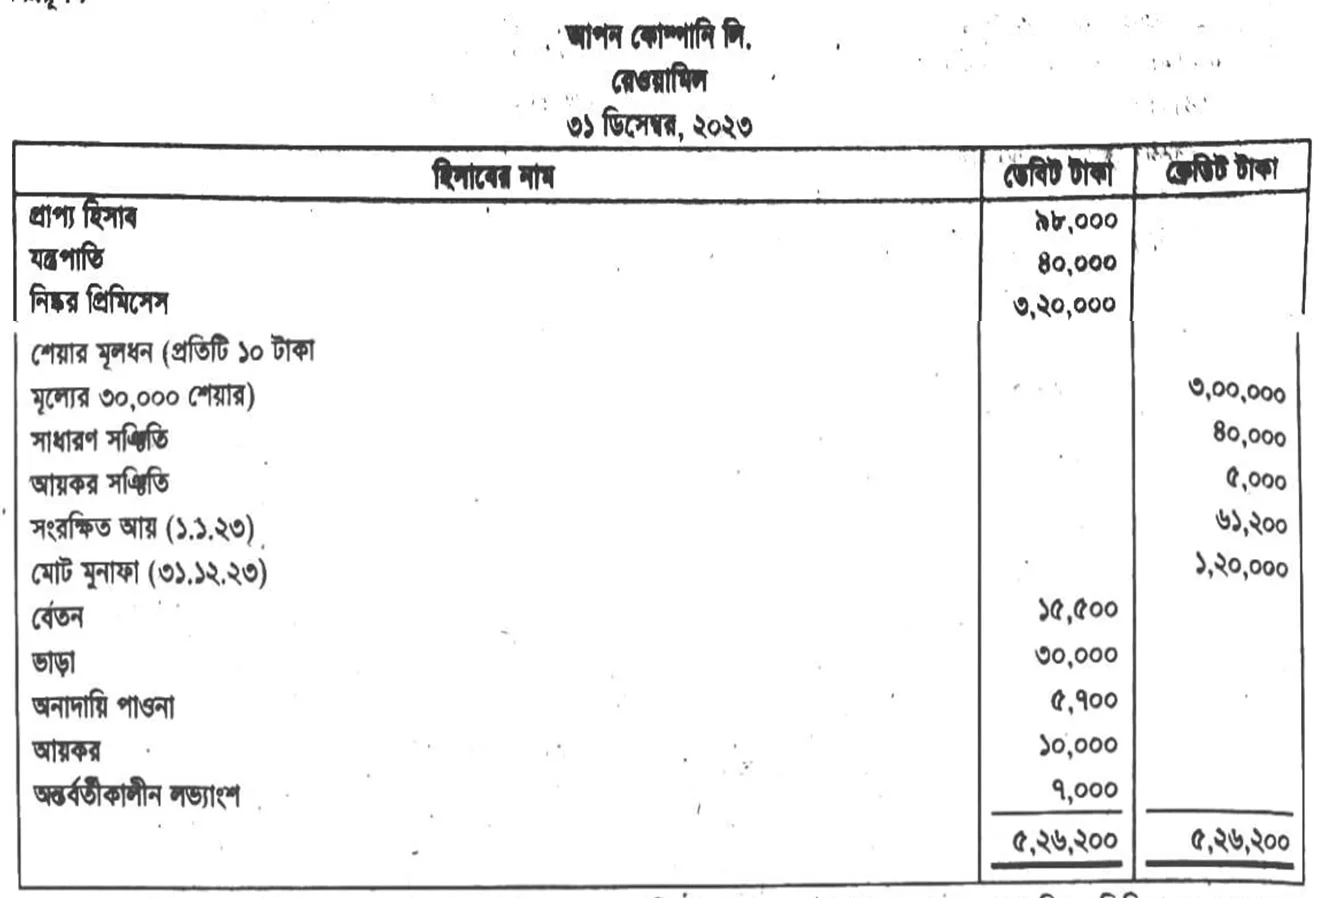 আপন কোম্পানি লি.
রেওয়ামিল
৩১ ডিসেম্বর, ২০২৩
হিসাবের নাম ডেবিট টাকা ক্রেডিট টাকা
প্রাপ্য হিসাব ৯৮,০০০
যন্ত্রপাতি ৪০,০০০
নিষ্কর প্রিমিসেস ৩,২০,০০০
শেয়ার মূলধন (প্রতিটি ১০ টাকা
মূল্যের ৩০,০০০ শেয়ার) ৩,০০,০০০
সাধারণ সঞ্চিতি ৪০,০০০
আয়কর সঞ্চিতি ৫,০০০
সংরক্ষিত আয় (১.১.২৩) ৬১,২০০
মোট মুনাফা (৩১.১২.২৩) ১,২০,০০০
বেতন ১৫,৫০০
ভাড়া ৩০,০০০
অনাদায়ি পাওনা ৫,৭০০
আয়কর ১০,০০০
অন্তর্বর্তীকালীন লভ্যাংশ ৭,০০০
৫,২৬,২০০ ৫,২৬,২০০